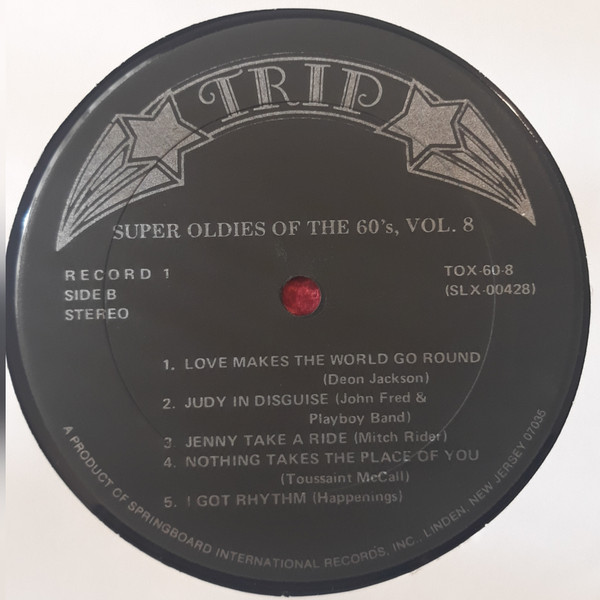 TRIP
SUPER OLDIES OF THE 60's, VOL. 8
RECORD 1
SIDE B
STEREO
TOX-60-8
(SLX-00428)
1. LOVE MAKES THE WORLD GO ROUND
(Deon Jackson)
2. JUDY IN DISGUISE (John Fred &
Playboy Band)
3 JENNY TAKE A RIDE (Mitch Rider)
4. NOTHING TAKES THE PLACE OF YOU
(Toussaint McCall)
5. I GOT RHYTHM (Happenings)
A PRODUCT OF SPRINGBOARD INTERNATIONAL RECORDS, INC., LINDEN, NEW JERSEY 07036